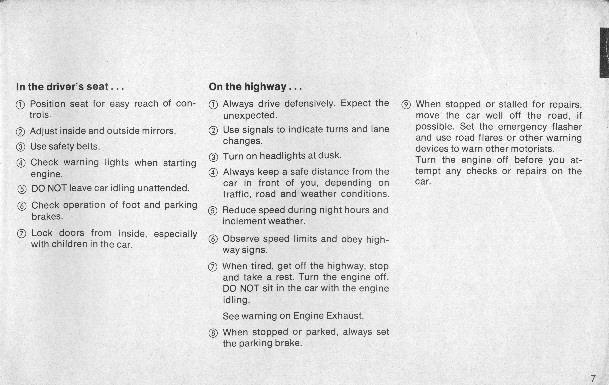 In the driver's seat . . .
① Position seat for easy reach of con-
trols.
② Adjust inside and outside mirrors.
③ Use safety belts.
④ Check warning lights when starting
engine.
⑤ DO NOT leave car idling unattended.
⑥ Check operation of foot and parking
brakes.
⑦ Lock doors from inside, especially
with children in the car.
On the highway . . .
① Always drive defensively. Expect the
unexpected.
② Use signals to indicate turns and lane
changes.
③ Turn on headlights at dusk.
④ Always keep a safe distance from the
car in front of you, depending on
traffic, road and weather conditions.
⑤ Reduce speed during night hours and
inclement weather.
⑥ Observe speed limits and obey high-
way signs.
⑦ When tired, get off the highway, stop
and take a rest. Turn the engine off.
DO NOT sit in the car with the engine
idling.
See warning on Engine Exhaust.
⑧ When stopped or parked, always set
the parking brake.
⑨ When stopped or stalled for repairs,
move the car well off the road, if
possible. Set the emergency flasher
and use road flares or other warning
devices to warn other motorists.
Turn the engine off before you at-
tempt any checks or repairs on the
car.
7